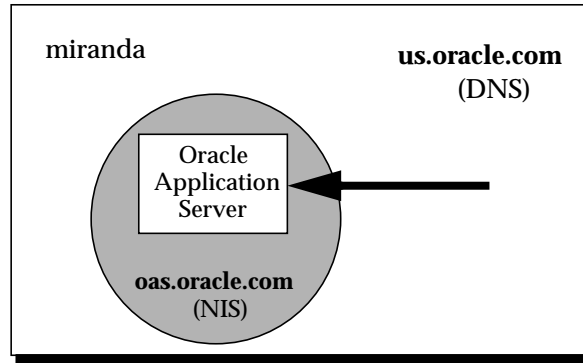 miranda
us.oracle.com
(DNS)
Oracle
Application
Server
oas.oracle.com
(NIS)